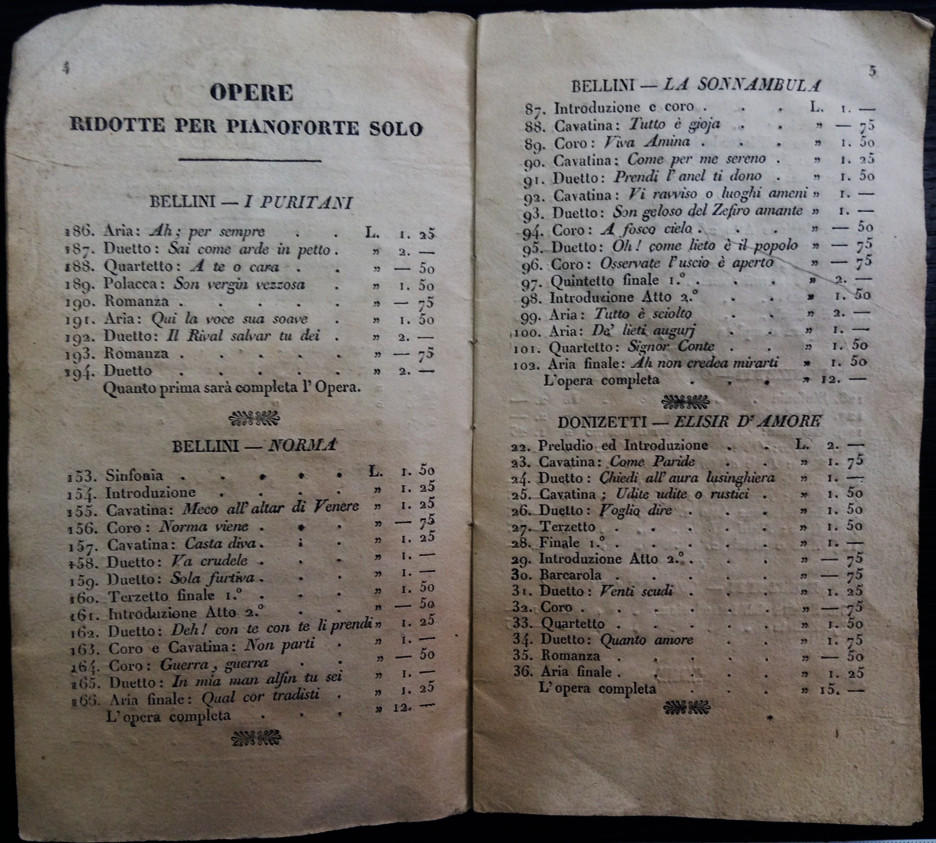 4
OPERE
RIDOTTE PER PIANOFORTE SOLO
BELLINI — I PURITANI
186. Aria: Ah; per sempre . . L. 1. 25
187. Duetto: Sai come arde in petto . „ 2. —
188. Quartetto: A te o cara . . „ — 50
189. Polacca: Son vergin vezzosa . „ 1. 50
190. Romanza . . . . . „ — 75
191. Aria: Qui la voce sua soave . „ 1. 50
192. Duetto: Il Rival salvar tu dei . „ 2. —
193. Romanza . . . . . „ — 75
194. Duetto . . . . . „ 2. —
Quanto prima sarà completa l'Opera.
BELLINI — NORMA
153. Sinfonia . . . . . L. 1. 50
154. Introduzione . . . . „ 1. 25
155. Cavatina: Meco all'altar di Venere „ 1. 25
156. Coro: Norma viene . . . „ — 75
157. Cavatina: Casta diva . . . „ 1. 25
158. Duetto: Va crudele . . . „ 1. —
159. Duetto: Sola furtiva . . . „ 1. —
160. Terzetto finale 1.° . . . „ 1. 50
161. Introduzione Atto 2.° . . „ — 50
162. Duetto: Deh! con te con te li prendi „ 1. 25
163. Coro e Cavatina: Non parti . „ 1. —
164. Coro: Guerra, guerra . . „ — 50
165. Duetto: In mia man alfin tu sei „ 1. —
166. Aria finale: Qual cor tradisti . „ 1. 25
L'opera completa . . . „ 12. —
5
BELLINI — LA SONNAMBULA
87. Introduzione e coro . . . L. 1. —
88. Cavatina: Tutto è gioja . . „ — 75
89. Coro: Viva Amina . . . „ 1. 50
90. Cavatina: Come per me sereno . „ 1. 25
91. Duetto: Prendi l'anel ti dono . „ 1. 50
92. Cavatina: Vi ravviso o luoghi ameni „ 1. —
93. Duetto: Son geloso del Zefiro amante „ 1. —
94. Coro: A fosco cielo . . . „ — 50
95. Duetto: Oh! come lieto è il popolo „ — 75
96. Coro: Osservate l'uscio è aperto „ — 75
97. Quintetto finale 1.° . . . „ 2. —
98. Introduzione Atto 2.° . . „ 1. 50
99. Aria: Tutto è sciolto . . „ 2. —
100. Aria: De' lieti augurj . . „ 1. —
101. Quartetto: Signor Conte . . „ 1. 50
102. Aria finale: Ah non credea mirarti „ 1. 50
L'opera completa . . . „ 12. —
DONIZETTI — ELISIR D'AMORE
22. Preludio ed Introduzione . . L. 2. —
23. Cavatina: Come Paride . . „ 1. 75
24. Duetto: Chiedi all'aura lusinghiera „ 1. —
25. Cavatina; Udite udite o rustici . „ 1. 50
26. Duetto: Voglio dire . . . „ 1. 50
27. Terzetto . . . . . „ 1. 50
28. Finale 1.° . . . . „ 1. —
29. Introduzione Atto 2.° . . „ — 75
30. Barcarola . . . . . „ — 75
31. Duetto: Venti scudi . . . „ 1. 25
32. Coro . . . . . . „ — 75
33. Quartetto . . . . . „ 1. 50
34. Duetto: Quanto amore . . „ 1. 75
35. Romanza . . . . . „ — 50
36. Aria finale . . . . . „ 1. 25
L'opera completa . . . „ 15. —